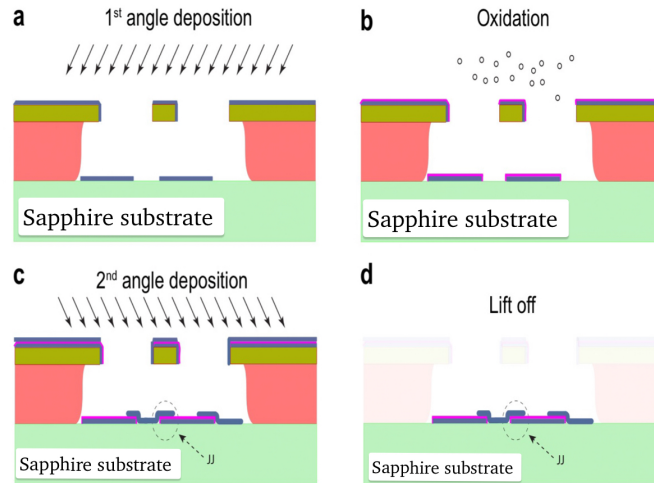 a
1st angle deposition
Sapphire substrate
b
Oxidation
Sapphire substrate
c
2nd angle deposition
JJ
Sapphire substrate
d
Lift off
JJ
Sapphire substrate